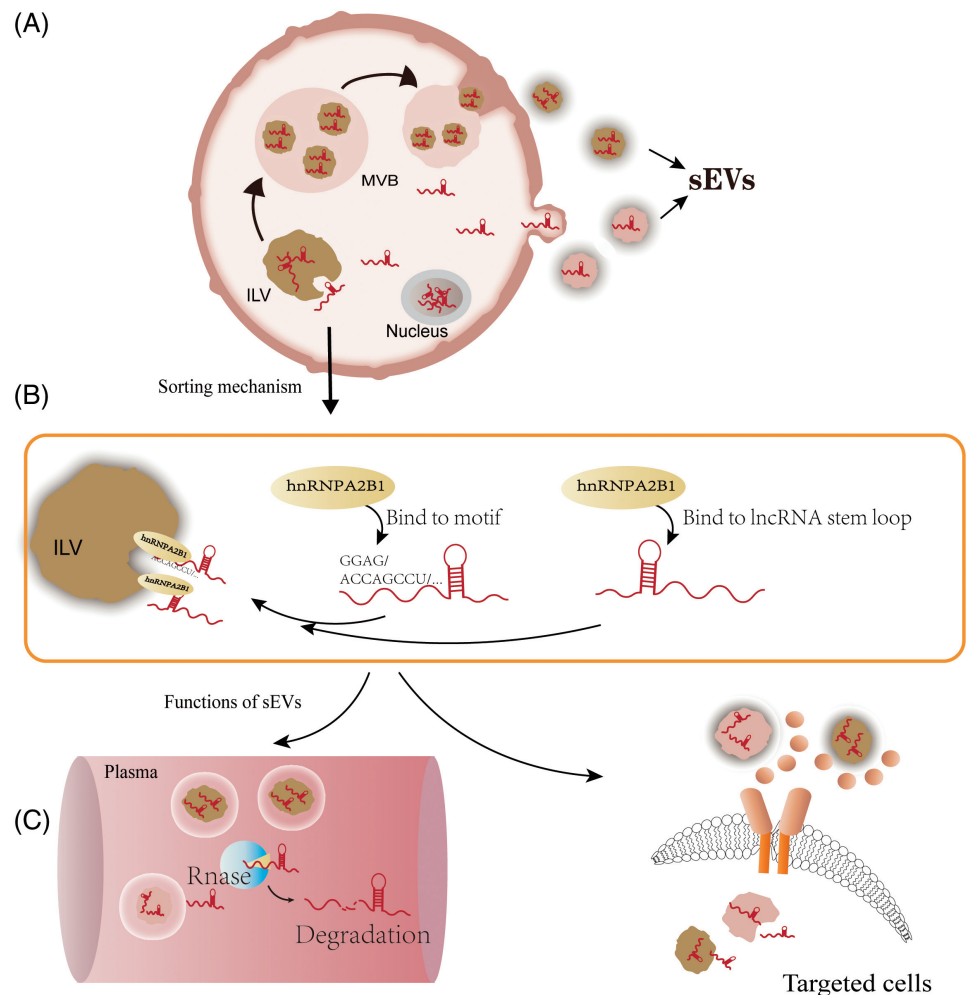 (A)
MVB
sEVs
ILV
Nucleus
Sorting mechanism
(B)
hnRNPA2B1
hnRNPA2B1
Bind to motif
Bind to lncRNA stem loop
hnRNPA2B1
ILV
ACCAGCCU/...
hnRNPA2B1
GGAG/
ACCAGCCU/...
Functions of sEVs
Plasma
(C)
Rnase
Degradation
Targeted cells